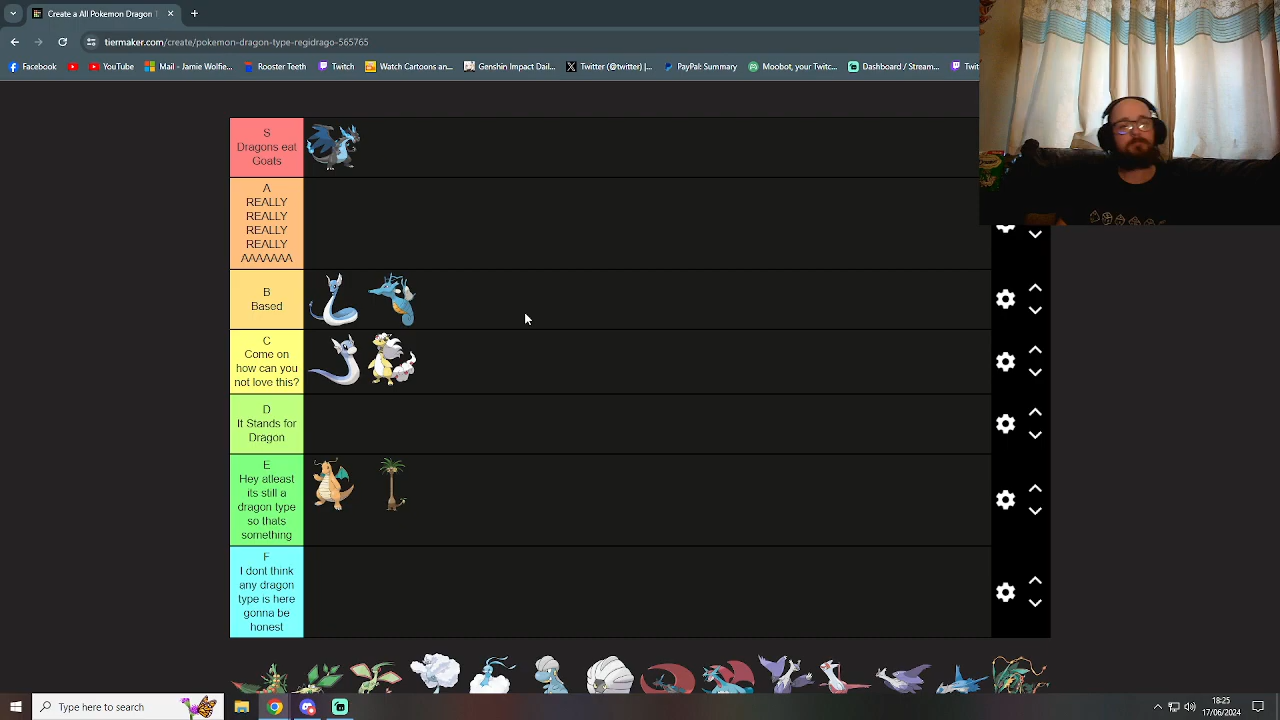 Create a All Pokemon Dragon T
tiermaker.com/create/pokemon-dragon-type-regidrago-565765
Facebook
YouTube
Mail - Jamie Wolfe...
Rooster Teeth
Twitch
Watch Cartoons an...
Genshin Impact Dail...
Twitter (@twitter) |...
PayPal Summary
Mods for your Twitc...
Dashboard / Stream...
Twit
S
Dragons eat
Goats
A
REALLY
REALLY
REALLY
REALLY
AAAAAAA
B
Based
C
Come on
how can you
not love this?
D
It Stands for
Dragon
E
Hey atleast
its still a
dragon type
so thats
something
F
I dont think
any dragon
type is here
gonna be
honest
Type here to search
18:25
17/06/2024